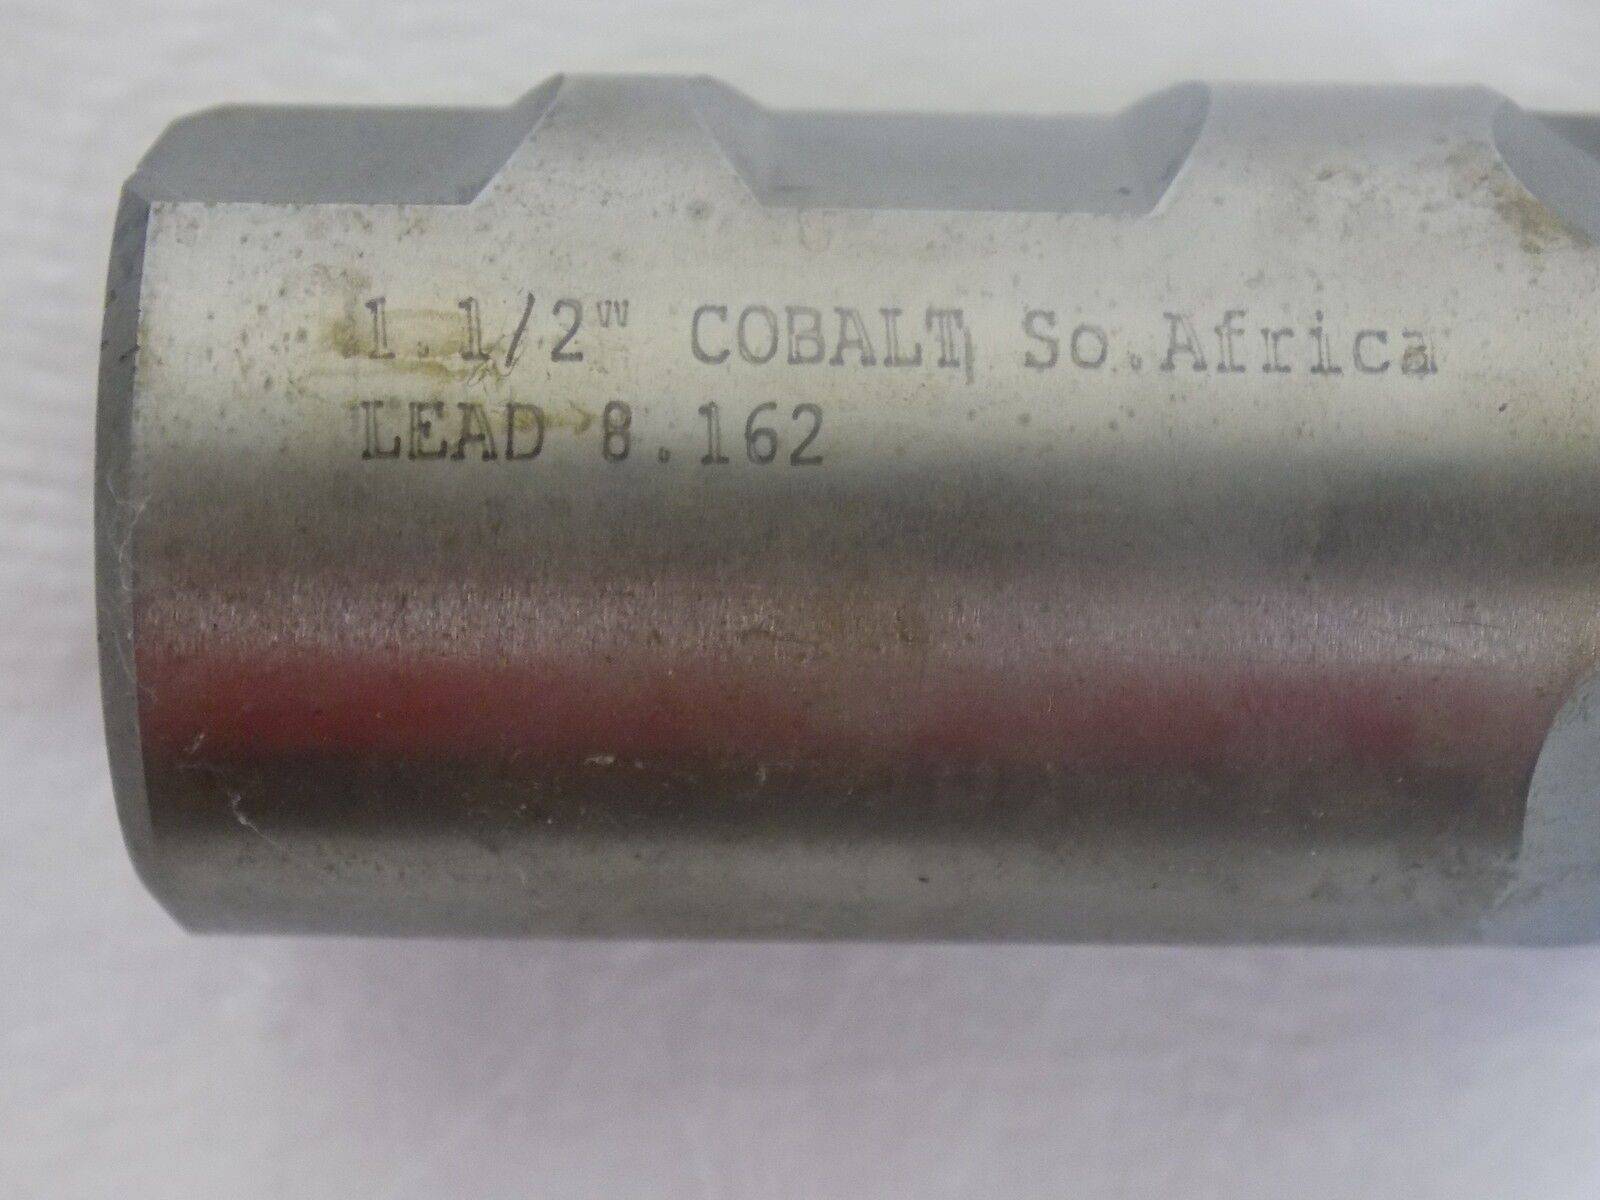 1.1/2" COBALT So.Africa
LEAD 8.162